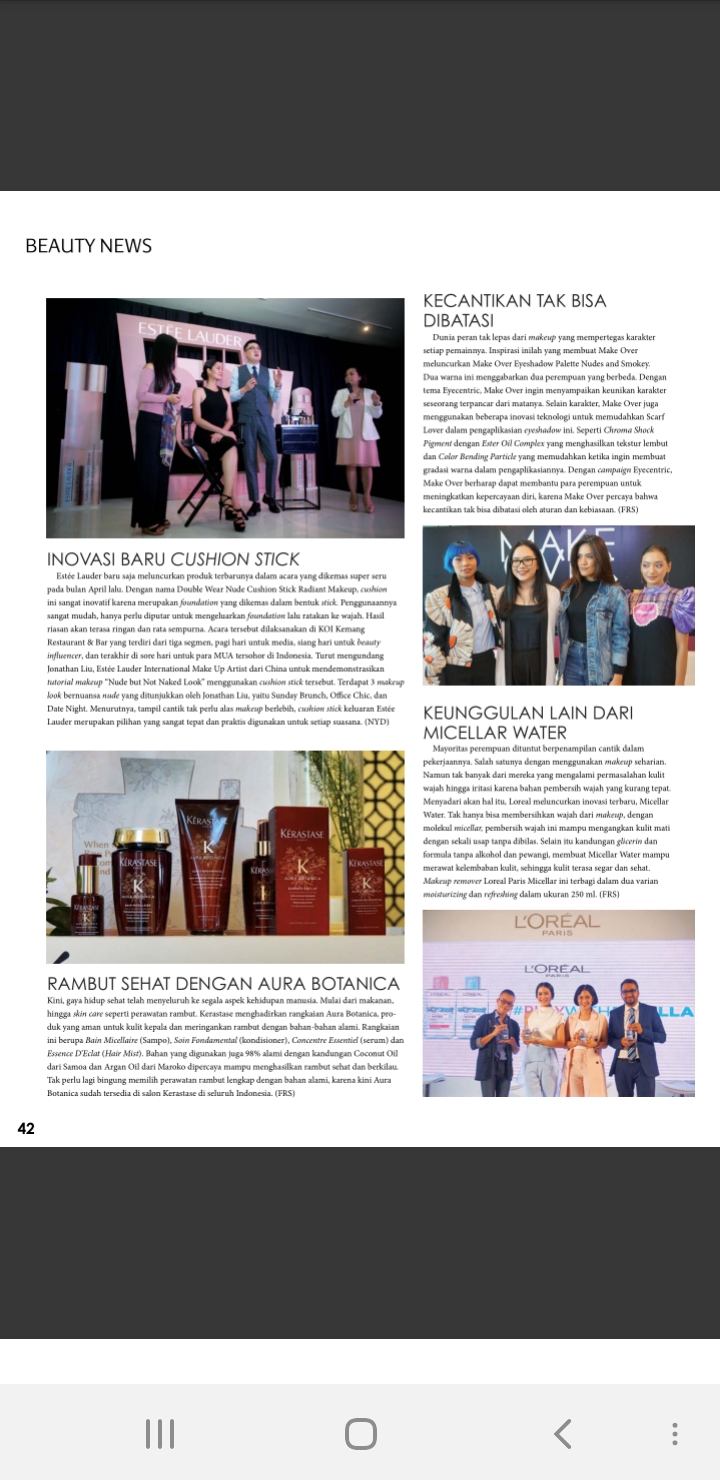 BEAUTY NEWS
ESTĒE LAUDER
INOVASI BARU CUSHION STICK
Estée Lauder baru saja meluncurkan produk terbarunya dalam acara yang dikemas super seru
pada bulan April lalu. Dengan nama Double Wear Nude Cushion Stick Radiant Makeup, cushion
ini sangat inovatif karena merupakan foundation yang dikemas dalam bentuk stick. Penggunaannya
sangat mudah, hanya perlu diputar untuk mengeluarkan foundation lalu ratakan ke wajah. Hasil
riasan akan terasa ringan dan rata sempurna. Acara tersebut dilaksanakan di KOI Kemang
Restaurant & Bar yang terdiri dari tiga segmen, pagi hari untuk media, siang hari untuk beauty
influencer, dan terakhir di sore hari untuk para MUA tersohor di Indonesia. Turut mengundang
Jonathan Liu, Estée Lauder International Make Up Artist dari China untuk mendemonstrasikan
tutorial makeup "Nude but Not Naked Look" menggunakan cushion stick tersebut. Terdapat 3 makeup
look bernuansa nude yang ditunjukkan oleh Jonathan Liu, yaitu Sunday Brunch, Office Chic, dan
Date Night. Menurutnya, tampil cantik tak perlu alas makeup berlebih, cushion stick keluaran Estée
Lauder merupakan pilihan yang sangat tepat dan praktis digunakan untuk setiap suasana. (NYD)
When
KÉRASTASE
K
AURA BOTANICA
KÉRASTASE
K
AURA BOTANICA
KÉRASTASE
K
KÉRASTASE
K
KÉRASTASE
K
RAMBUT SEHAT DENGAN AURA BOTANICA
Kini, gaya hidup sehat telah menyeluruh ke segala aspek kehidupan manusia. Mulai dari makanan,
hingga skin care seperti perawatan rambut. Kerastase menghadirkan rangkaian Aura Botanica, pro-
duk yang aman untuk kulit kepala dan meringankan rambut dengan bahan-bahan alami. Rangkaian
ini berupa Bain Micellaire (Sampo), Soin Fondamental (kondisioner), Concentre Essentiel (serum) dan
Essence D'Eclat (Hair Mist). Bahan yang digunakan juga 98% alami dengan kandungan Coconut Oil
dari Samoa dan Argan Oil dari Maroko dipercaya mampu menghasilkan rambut sehat dan berkilau.
Tak perlu lagi bingung memilih perawatan rambut lengkap dengan bahan alami, karena kini Aura
Botanica sudah tersedia di salon Kerastase di seluruh Indonesia. (FRS)
KECANTIKAN TAK BISA
DIBATASI
Dunia peran tak lepas dari makeup yang mempertegas karakter
setiap pemainnya. Inspirasi inilah yang membuat Make Over
meluncurkan Make Over Eyeshadow Palette Nudes and Smokey.
Dua warna ini menggabarkan dua perempuan yang berbeda. Dengan
tema Eyecentric, Make Over ingin menyampaikan keunikan karakter
seseorang terpancar dari matanya. Selain karakter, Make Over juga
menggunakan beberapa inovasi teknologi untuk memudahkan Scarf
Lover dalam pengaplikasian eyeshadow ini. Seperti Chroma Shock
Pigment dengan Ester Oil Complex yang menghasilkan tekstur lembut
dan Color Bending Particle yang memudahkan ketika ingin membuat
gradasi warna dalam pengaplikasiannya. Dengan campaign Eyecentric,
Make Over berharap dapat membantu para perempuan untuk
meningkatkan kepercayaan diri, karena Make Over percaya bahwa
kecantikan tak bisa dibatasi oleh aturan dan kebiasaan. (FRS)
MAKE
KEUNGGULAN LAIN DARI
MICELLAR WATER
Mayoritas perempuan dituntut berpenampilan cantik dalam
pekerjaannya. Salah satunya dengan menggunakan makeup seharian.
Namun tak banyak dari mereka yang mengalami permasalahan kulit
wajah hingga iritasi karena bahan pembersih wajah yang kurang tepat.
Menyadari akan hal itu, Loreal meluncurkan inovasi terbaru, Micellar
Water. Tak hanya bisa membersihkan wajah dari makeup, dengan
molekul micellar, pembersih wajah ini mampu mengangkat kulit mati
dengan sekali usap tanpa dibilas. Selain itu kandungan glicerin dan
formula tanpa alkohol dan pewangi, membuat Micellar Water mampu
merawat kelembaban kulit, sehingga kulit terasa segar dan sehat.
Makeup remover Loreal Paris Micellar ini terbagi dalam dua varian
moisturizing dan refreshing dalam ukuran 250 ml. (FRS)
L'ORÉAL
PARIS
L'ORÉAL
PARIS
42